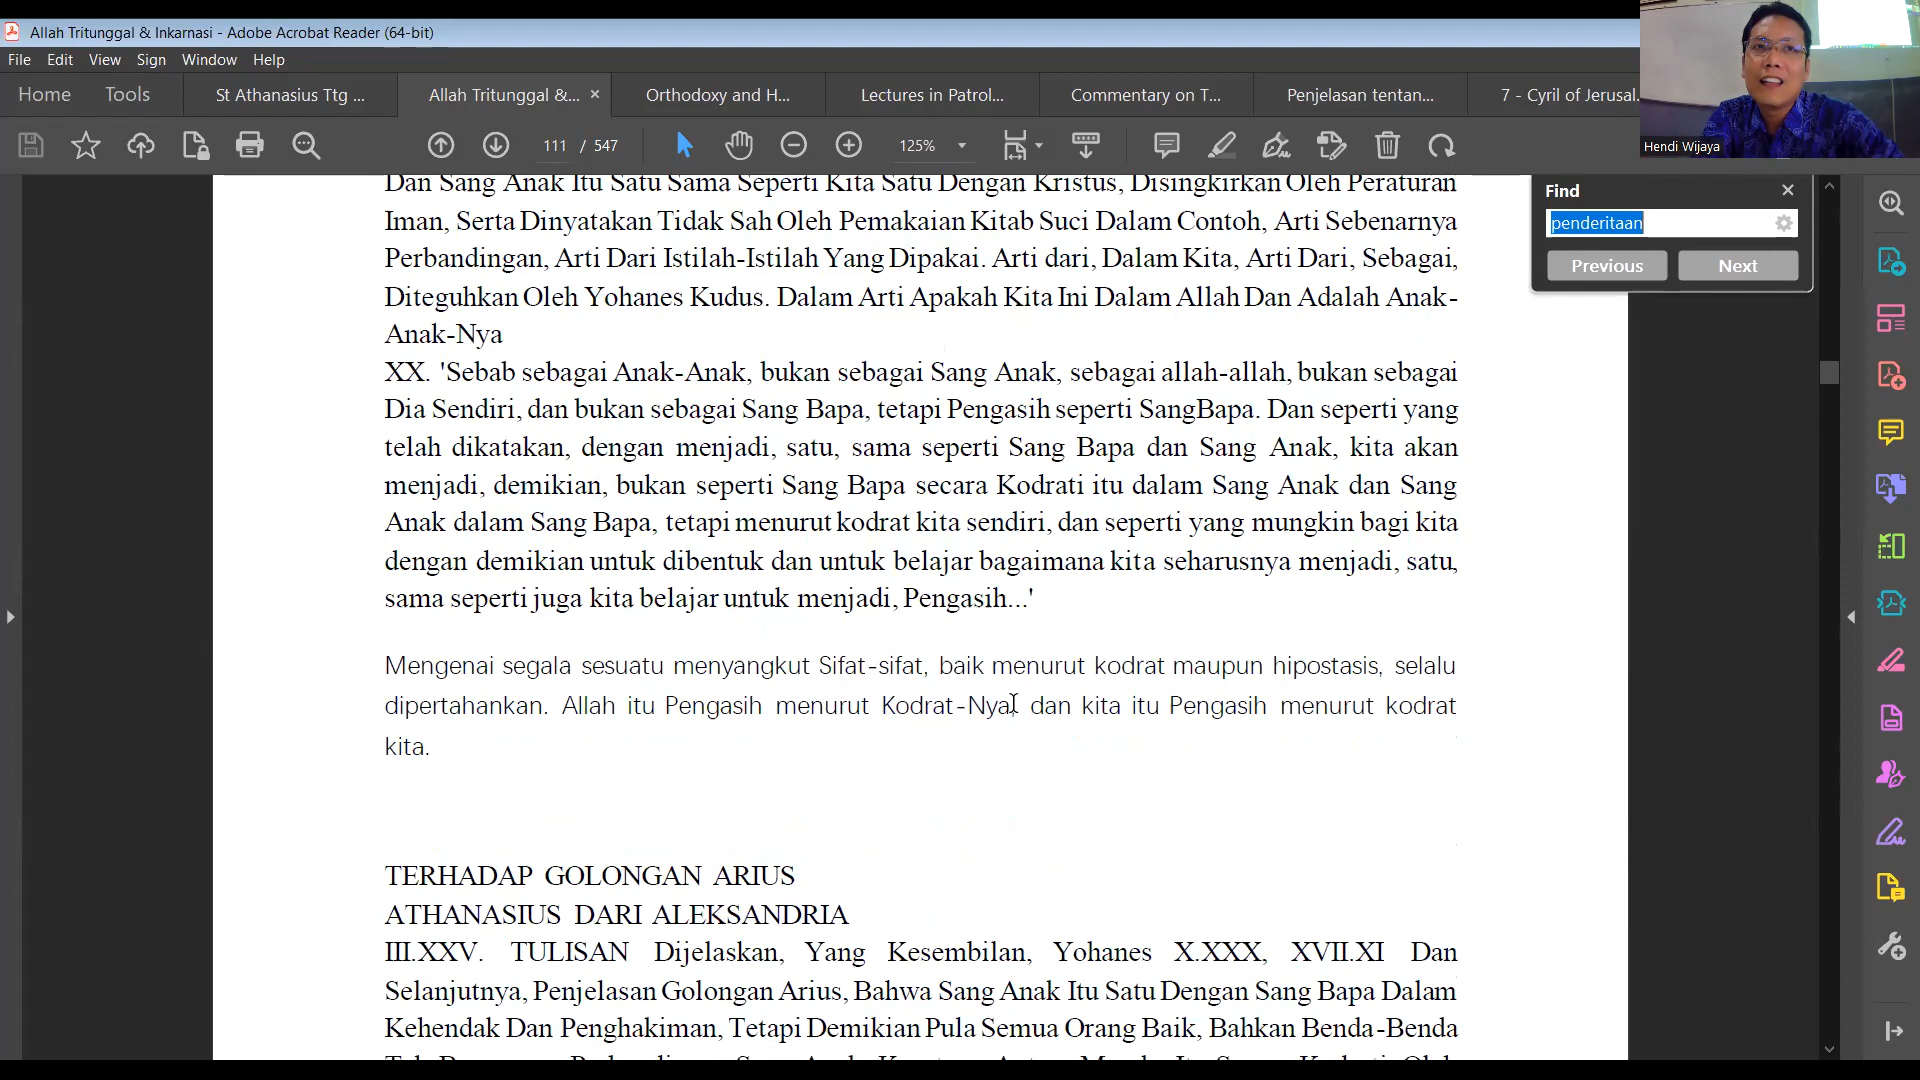 Allah Tritunggal & Inkarnasi - Adobe Acrobat Reader (64-bit)
File Edit View Sign Window Help
Home Tools St Athanasius Ttg ... Allah Tritunggal &... Orthodoxy and H... Lectures in Patrol... Commentary on T... Penjelasan tentan... 7 - Cyril of Jerusal...
111 / 547 125%
Hendi Wijaya
Find
penderitaan
Previous Next
Dan Sang Anak Itu Satu Sama Seperti Kita Satu Dengan Kristus, Disingkirkan Oleh Peraturan
Iman, Serta Dinyatakan Tidak Sah Oleh Pemakaian Kitab Suci Dalam Contoh, Arti Sebenarnya
Perbandingan, Arti Dari Istilah-Istilah Yang Dipakai. Arti dari, Dalam Kita, Arti Dari, Sebagai,
Diteguhkan Oleh Yohanes Kudus. Dalam Arti Apakah Kita Ini Dalam Allah Dan Adalah Anak-
Anak-Nya
XX. 'Sebab sebagai Anak-Anak, bukan sebagai Sang Anak, sebagai allah-allah, bukan sebagai
Dia Sendiri, dan bukan sebagai Sang Bapa, tetapi Pengasih seperti SangBapa. Dan seperti yang
telah dikatakan, dengan menjadi, satu, sama seperti Sang Bapa dan Sang Anak, kita akan
menjadi, demikian, bukan seperti Sang Bapa secara Kodrati itu dalam Sang Anak dan Sang
Anak dalam Sang Bapa, tetapi menurut kodrat kita sendiri, dan seperti yang mungkin bagi kita
dengan demikian untuk dibentuk dan untuk belajar bagaimana kita seharusnya menjadi, satu,
sama seperti juga kita belajar untuk menjadi, Pengasih...'
Mengenai segala sesuatu menyangkut Sifat-sifat, baik menurut kodrat maupun hipostasis, selalu
dipertahankan. Allah itu Pengasih menurut Kodrat-Nya, dan kita itu Pengasih menurut kodrat
kita.
TERHADAP GOLONGAN ARIUS
ATHANASIUS DARI ALEKSANDRIA
III.XXV. TULISAN Dijelaskan, Yang Kesembilan, Yohanes X.XXX, XVII.XI Dan
Selanjutnya, Penjelasan Golongan Arius, Bahwa Sang Anak Itu Satu Dengan Sang Bapa Dalam
Kehendak Dan Penghakiman, Tetapi Demikian Pula Semua Orang Baik, Bahkan Benda-Benda